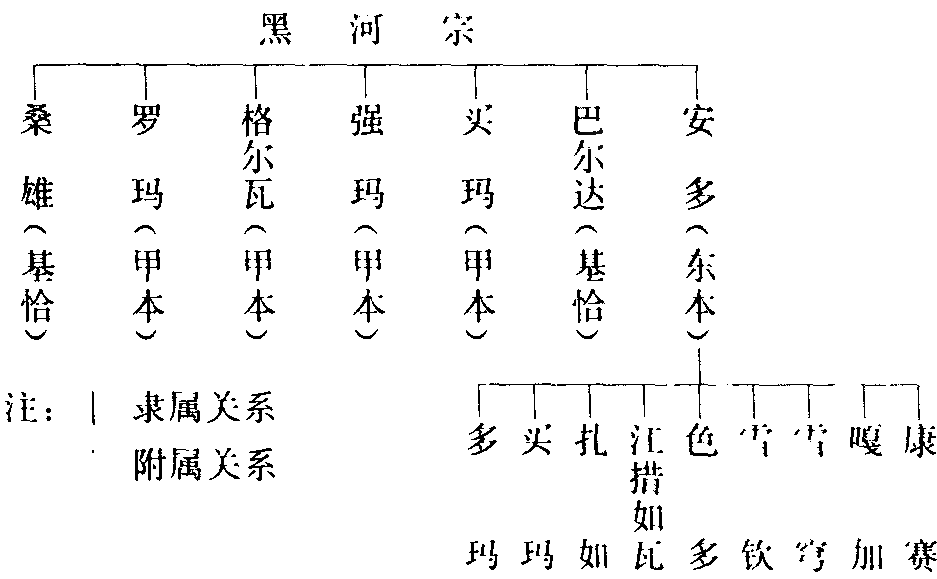 黑河宗
桑雄(基恰)
罗玛(甲本)
格尔瓦(甲本)
强玛(甲本)
买玛(甲本)
巴尔达(基恰)
安多(东本)
多玛
买玛
扎如
江措如瓦
色多
雪钦
雪穹
嘎加
康赛
注:| 隶属关系
附属关系